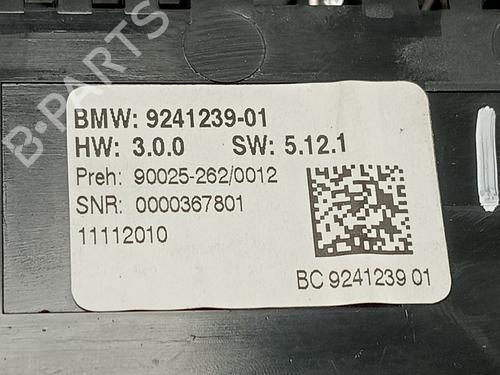 B-PARTS
BMW: 9241239-01
HW: 3.0.0 SW: 5.12.1
Preh: 90025-262/0012
SNR: 0000367801
11112010
BC 9241239 01